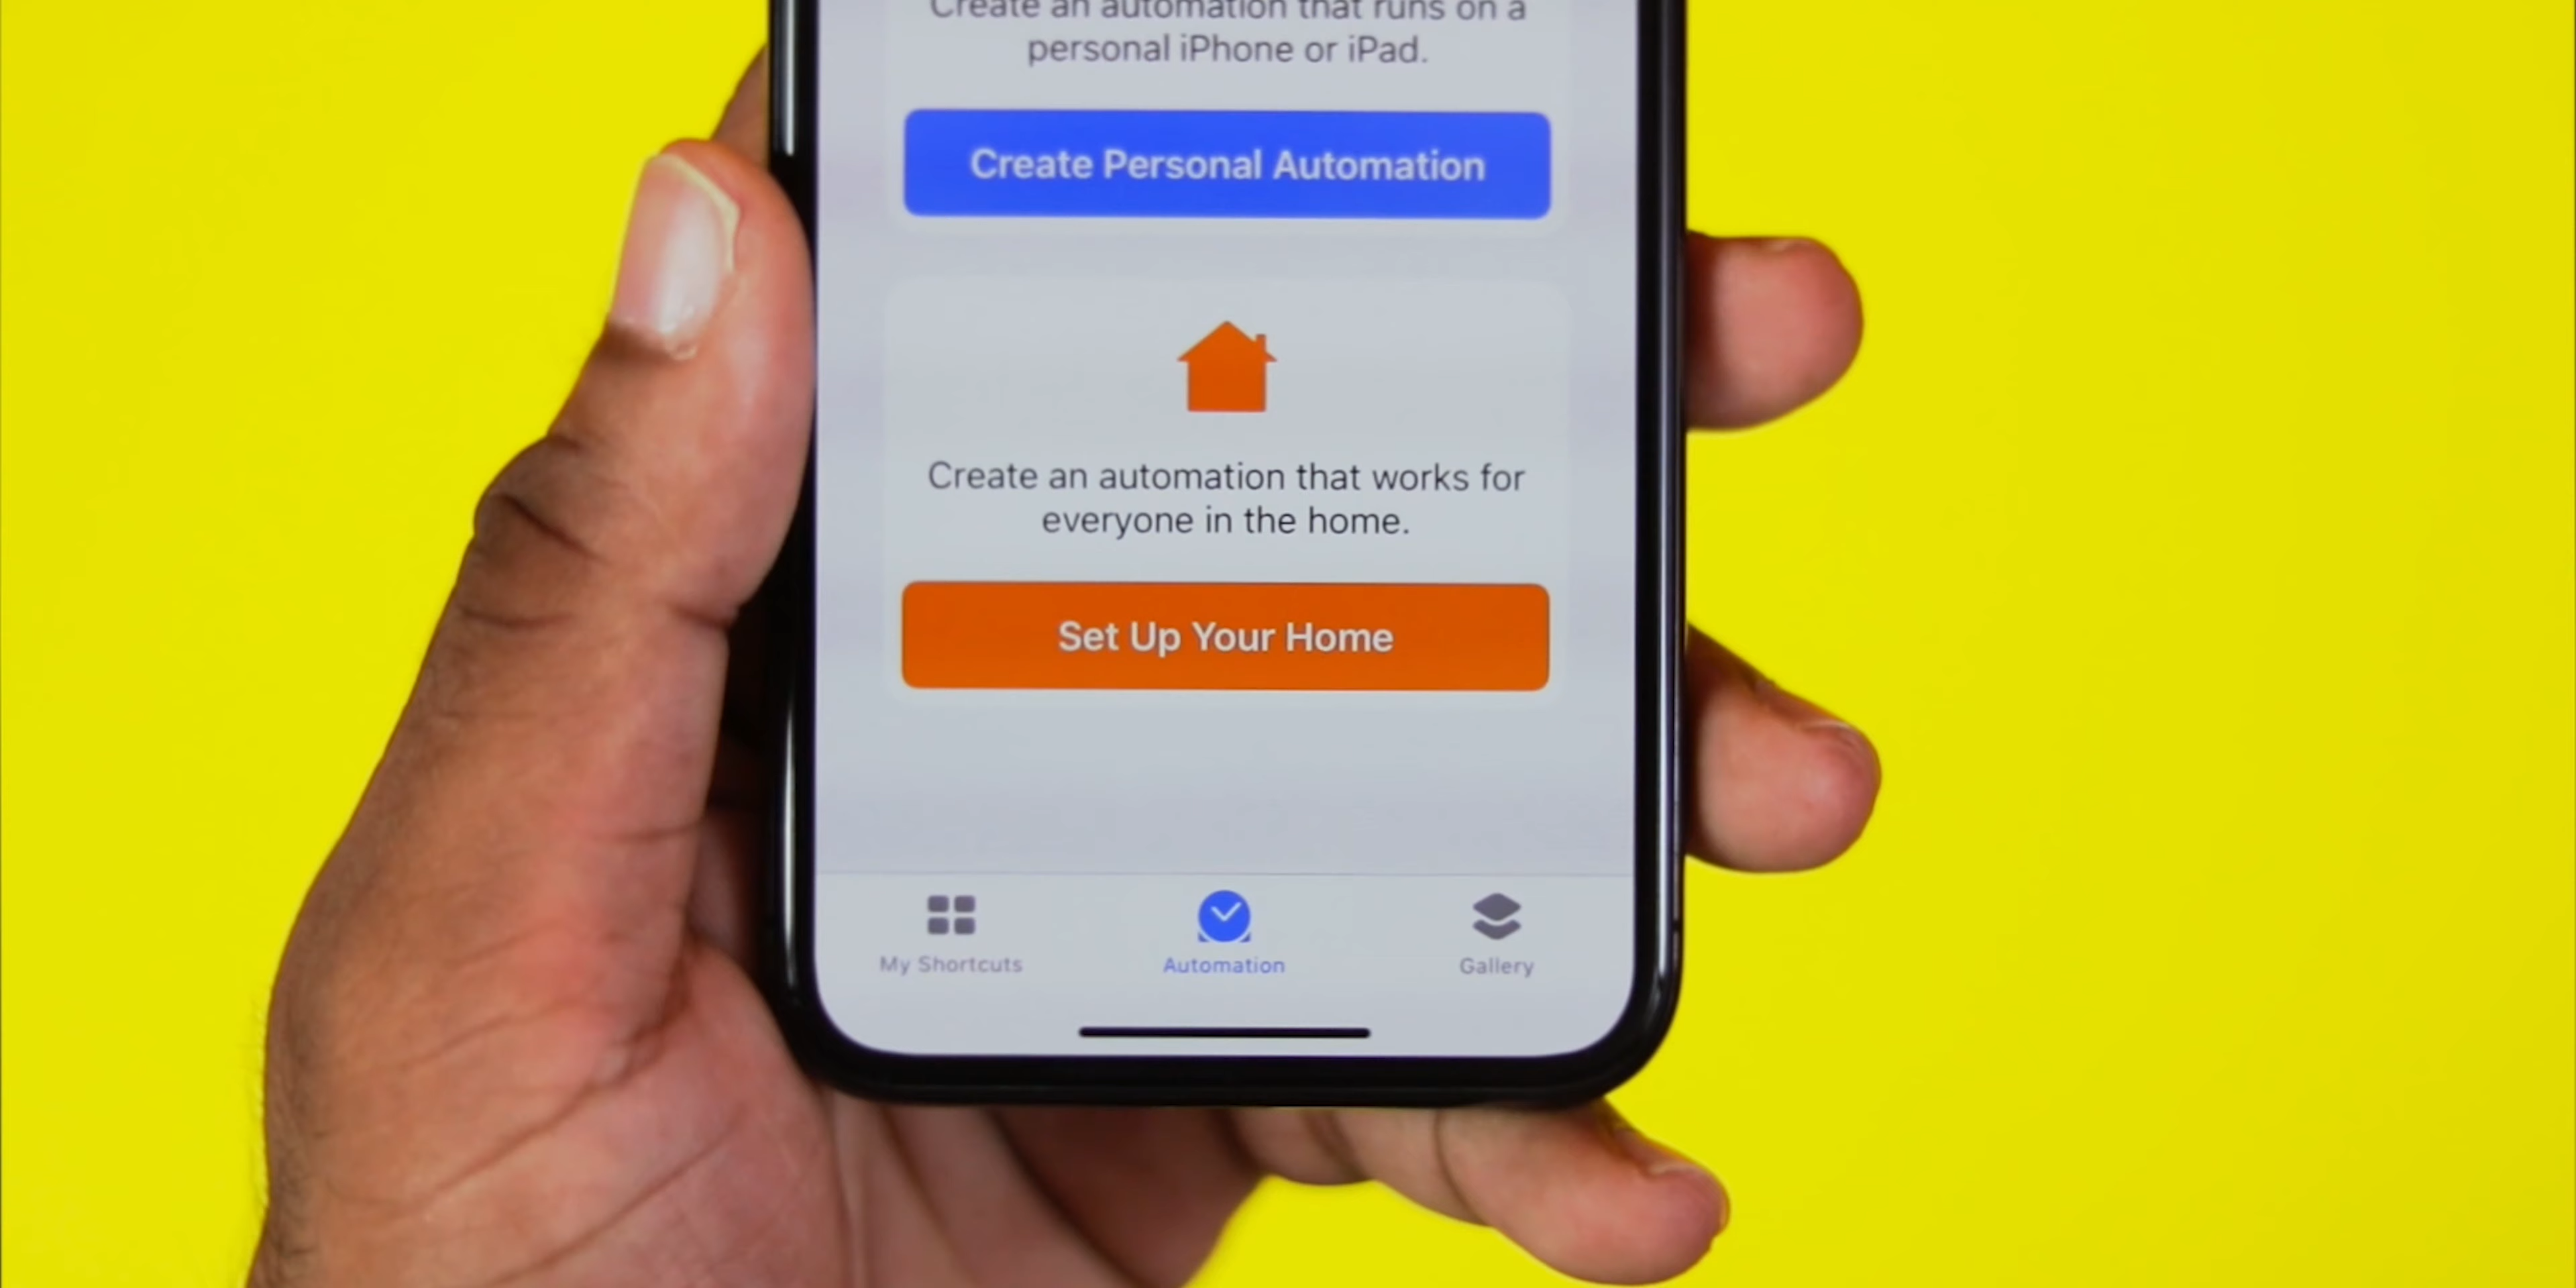 Create an automation that runs on a
personal iPhone or iPad.
Create Personal Automation
Create an automation that works for
everyone in the home.
Set Up Your Home
My Shortcuts
Automation
Gallery